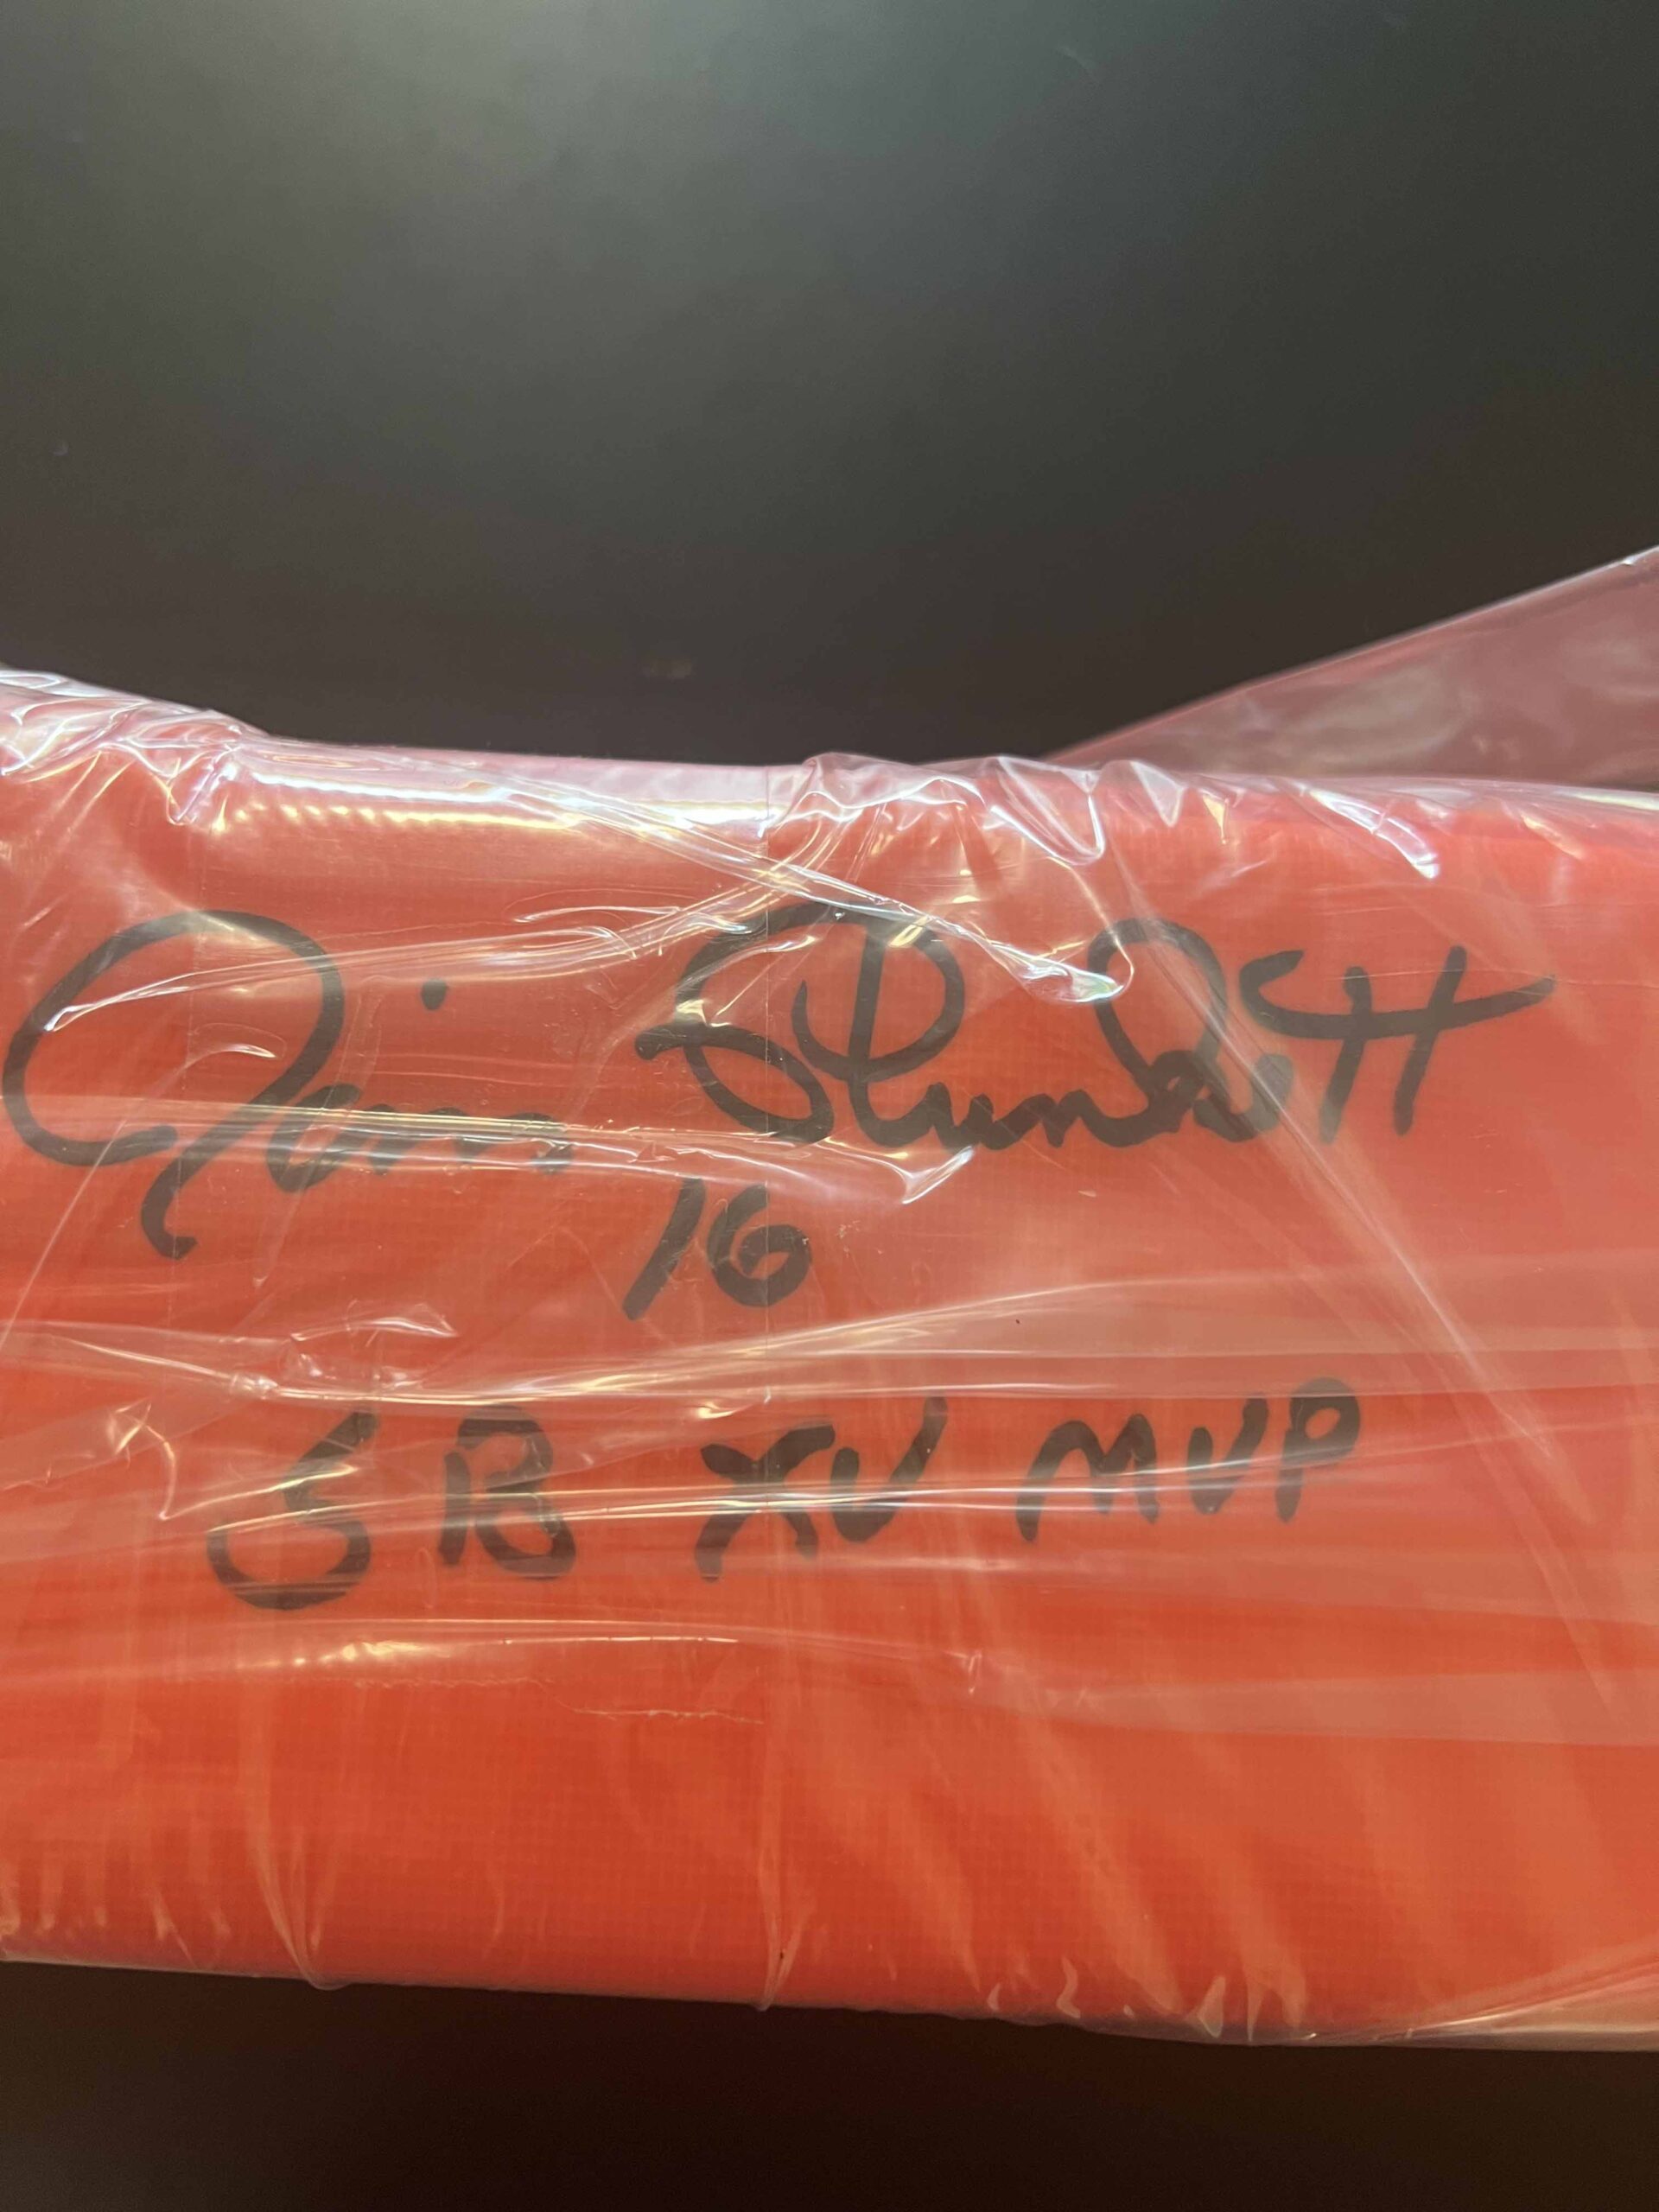 Jim Plunkett
16
SB XV MVP